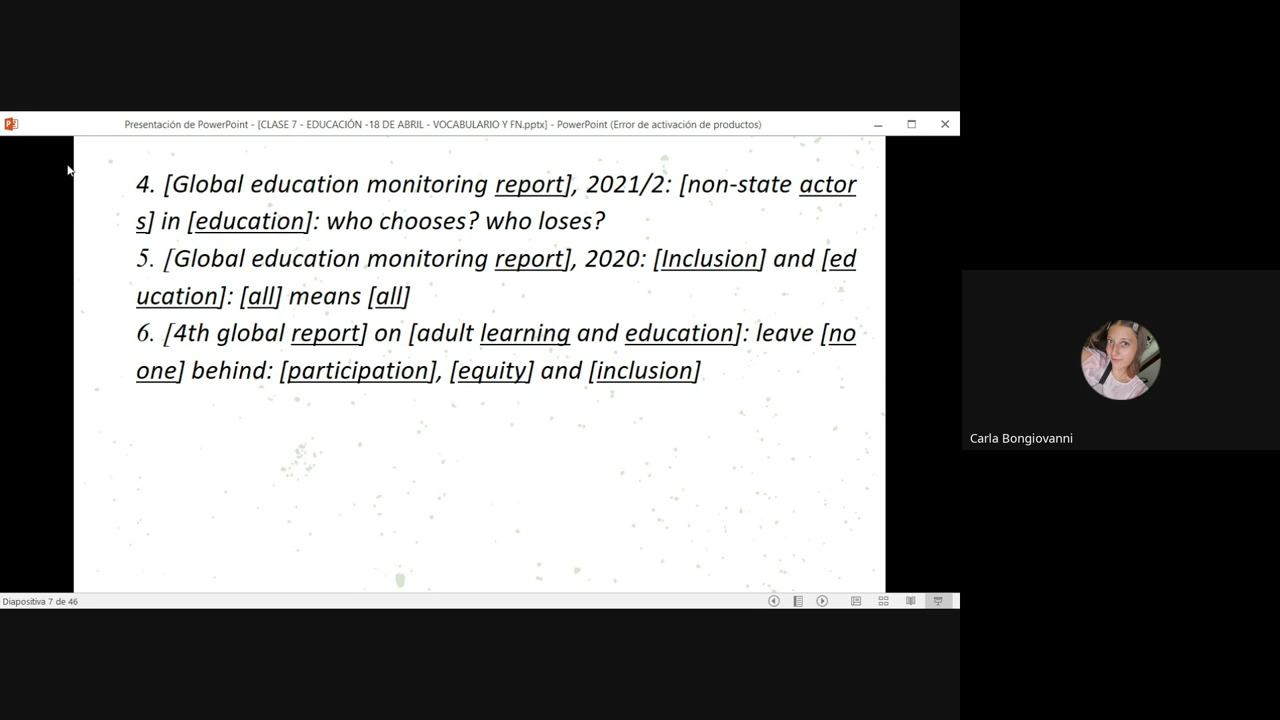 Presentación de PowerPoint - [CLASE 7 - EDUCACIÓN -18 DE ABRIL - VOCABULARIO Y FN.pptx] - PowerPoint (Error de activación de productos)
4. [Global education monitoring report], 2021/2: [non-state actor
s] in [education]: who chooses? who loses?
5. [Global education monitoring report], 2020: [Inclusion] and [ed
ucation]: [all] means [all]
6. [4th global report] on [adult learning and education]: leave [no
one] behind: [participation], [equity] and [inclusion]
Carla Bongiovanni
Diapositiva 7 de 46